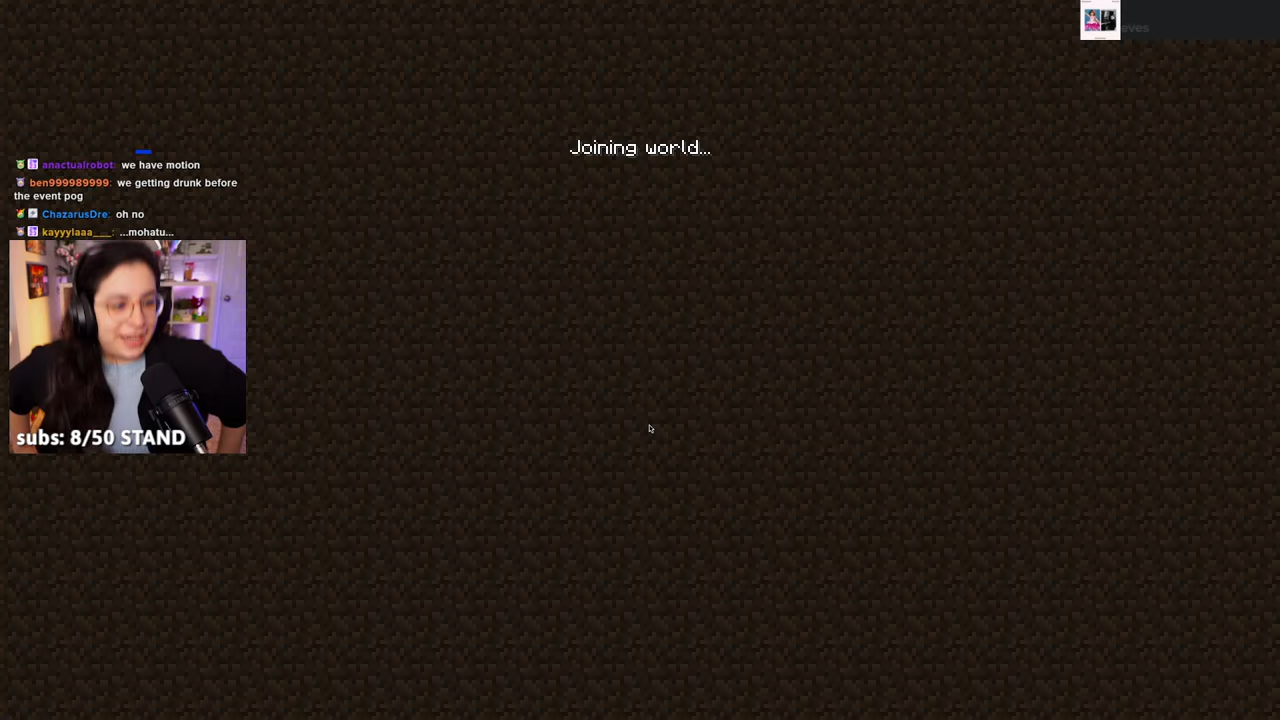 Joining world...
anactualrobot: we have motion
ben999989999: we getting drunk before
the event pog
ChazarusDre: oh no
kayyylaaa___: ...mohatu...
subs: 8/50 STAND